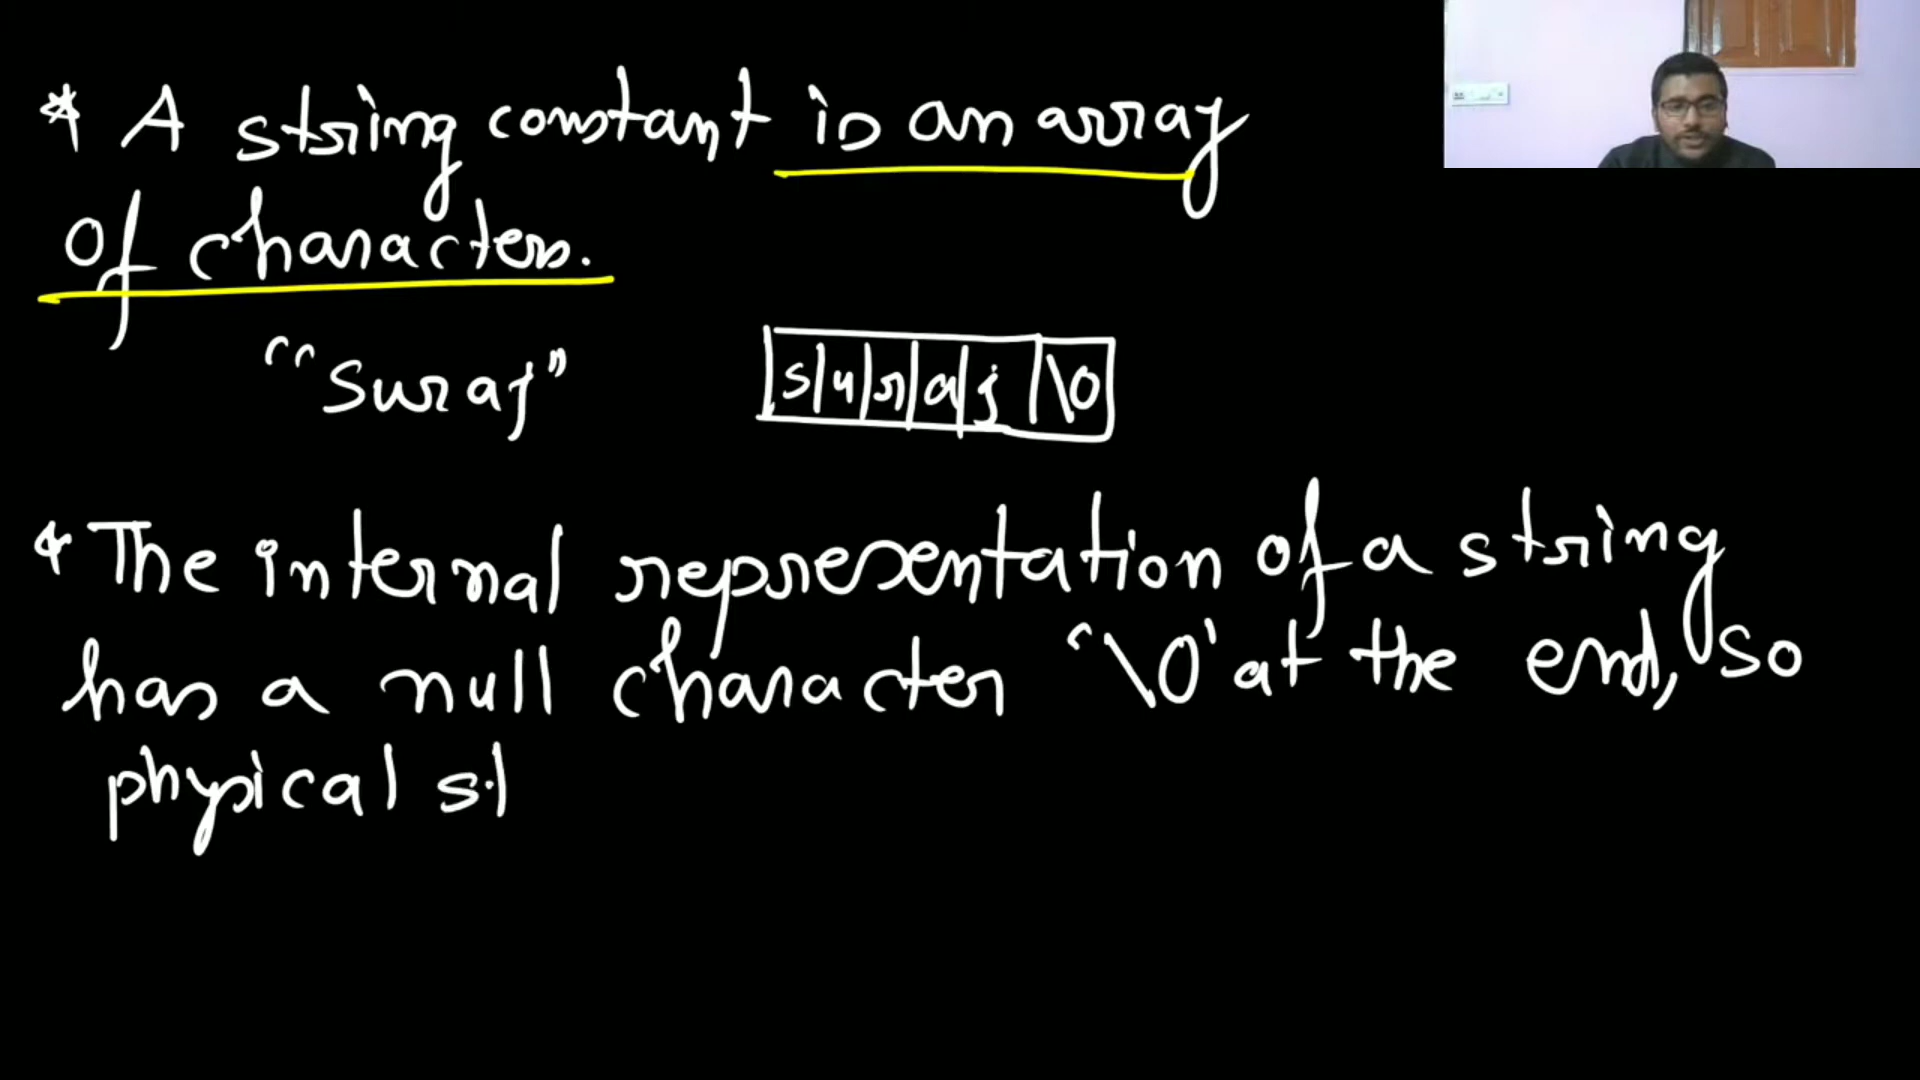 * A string constant is an array
of characters.
"Suraj" s u r a j \0
* The internal representation of a string
has a null character '\0' at the end, so
physical st